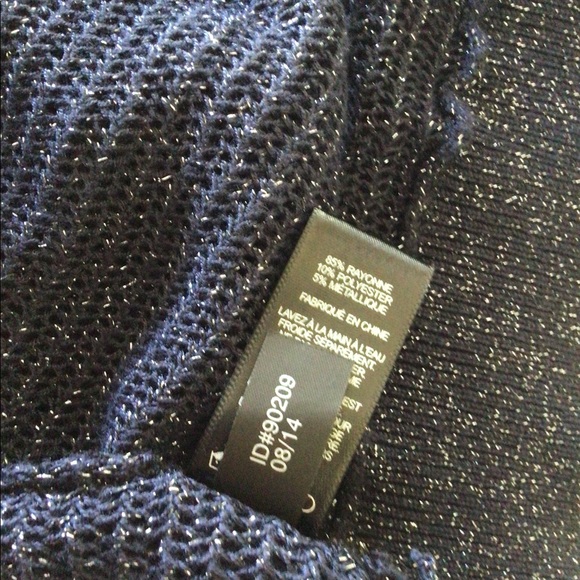 85% RAYONNE
10% POLYESTER
5% MÉTALLIQUE
FABRIQUÉ EN CHINE
LAVEZ À LA MAIN À L'EAU
FROIDE SÉPARÉMENT.
ID#90209
08/14